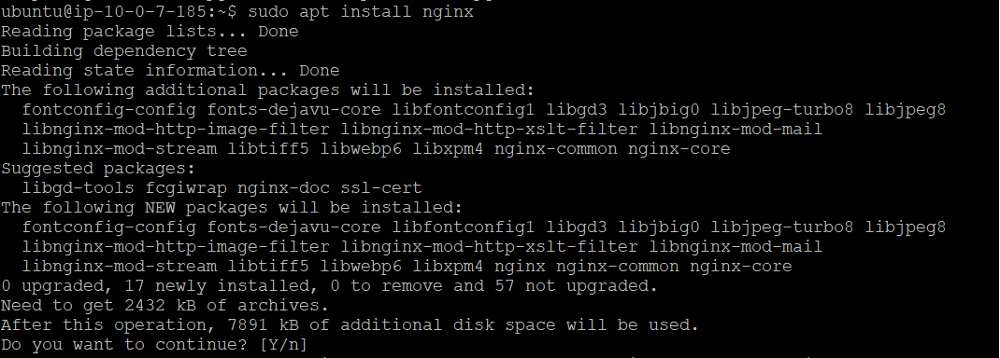 ubuntu@ip-10-0-7-185:~$ sudo apt install nginx
Reading package lists... Done
Building dependency tree
Reading state information... Done
The following additional packages will be installed:
  fontconfig-config fonts-dejavu-core libfontconfig1 libgd3 libjbig0 libjpeg-turbo8 libjpeg8
  libnginx-mod-http-image-filter libnginx-mod-http-xslt-filter libnginx-mod-mail
  libnginx-mod-stream libtiff5 libwebp6 libxpm4 nginx-common nginx-core
Suggested packages:
  libgd-tools fcgiwrap nginx-doc ssl-cert
The following NEW packages will be installed:
  fontconfig-config fonts-dejavu-core libfontconfig1 libgd3 libjbig0 libjpeg-turbo8 libjpeg8
  libnginx-mod-http-image-filter libnginx-mod-http-xslt-filter libnginx-mod-mail
  libnginx-mod-stream libtiff5 libwebp6 libxpm4 nginx nginx-common nginx-core
0 upgraded, 17 newly installed, 0 to remove and 57 not upgraded.
Need to get 2432 kB of archives.
After this operation, 7891 kB of additional disk space will be used.
Do you want to continue? [Y/n]